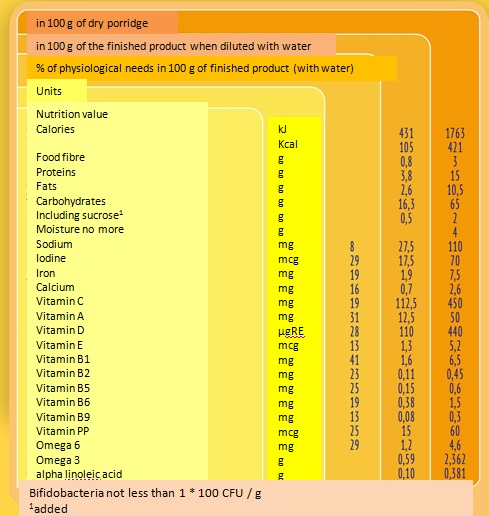 in 100 g of dry porridge
in 100 g of the finished product when diluted with water
% of physiological needs in 100 g of finished product (with water)
Units
Nutrition value
Calories kJ 431 1763
Kcal 105 421
Food fibre g 0,8 3
Proteins g 3,8 15
Fats g 2,6 10,5
Carbohydrates g 16,3 65
Including sucrose¹ g 0,5 2
Moisture no more g 4
Sodium mg 8 27,5 110
Iodine mcg 29 17,5 70
Iron mg 19 1,9 7,5
Calcium mg 16 0,7 2,6
Vitamin C mg 19 112,5 450
Vitamin A mg 31 12,5 50
Vitamin D µgRE 28 110 440
Vitamin E mcg 13 1,3 5,2
Vitamin B1 mg 41 1,6 6,5
Vitamin B2 mg 23 0,11 0,45
Vitamin B5 mg 25 0,15 0,6
Vitamin B6 mg 19 0,38 1,5
Vitamin B9 mg 13 0,08 0,3
Vitamin PP mcg 25 15 60
Omega 6 mg 29 1,2 4,6
Omega 3 g 0,59 2,362
alpha linoleic acid g 0,10 0,381
Bifidobacteria not less than 1 * 100 CFU / g
¹added